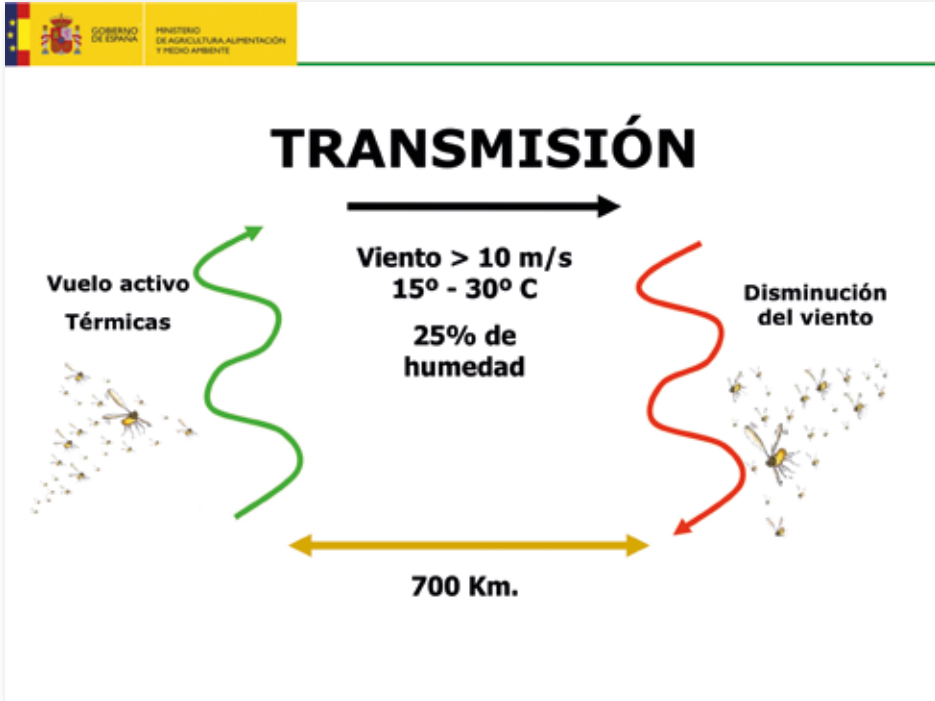 GOBIERNO
DE ESPAÑA
MINISTERIO
DE AGRICULTURA, ALIMENTACIÓN
Y MEDIO AMBIENTE
TRANSMISIÓN
Vuelo activo
Térmicas
Viento > 10 m/s
15º - 30º C
25% de
humedad
Disminución
del viento
700 Km.